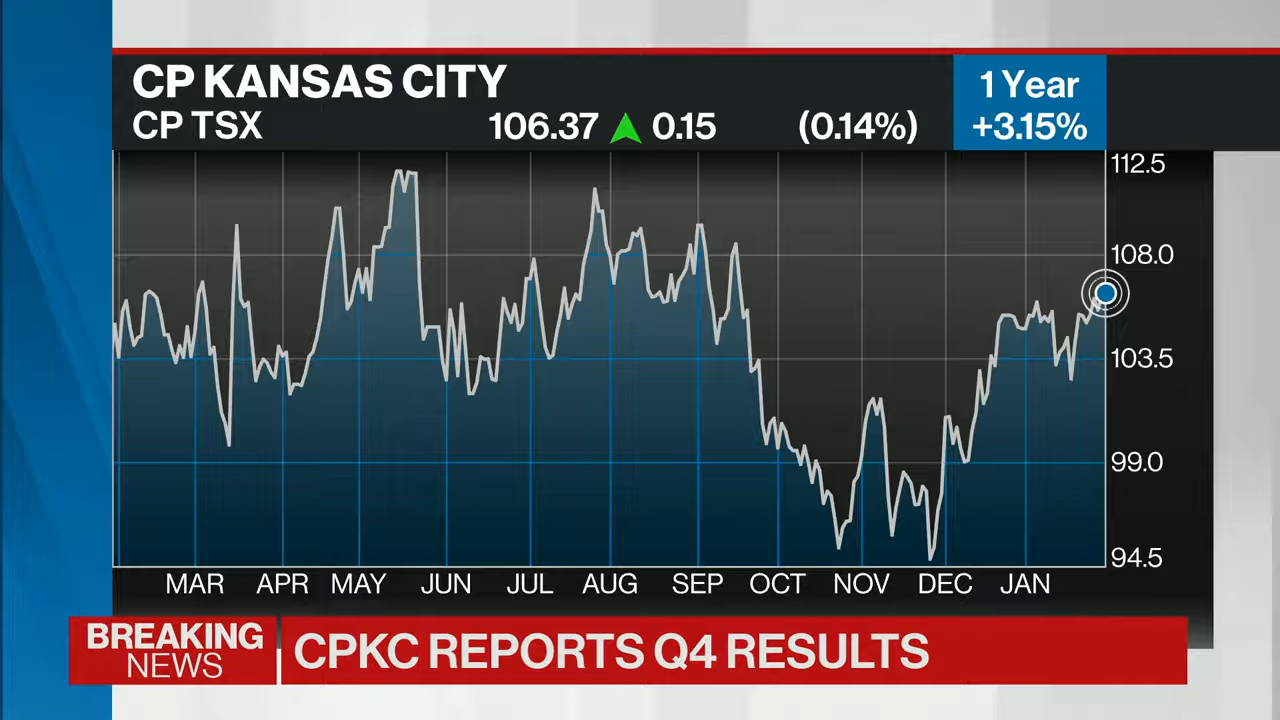 CP KANSAS CITY
CP TSX 106.37 0.15 (0.14%)
1 Year
+3.15%
112.5
108.0
103.5
99.0
94.5
MAR APR MAY JUN JUL AUG SEP OCT NOV DEC JAN
BREAKING
NEWS
CPKC REPORTS Q4 RESULTS